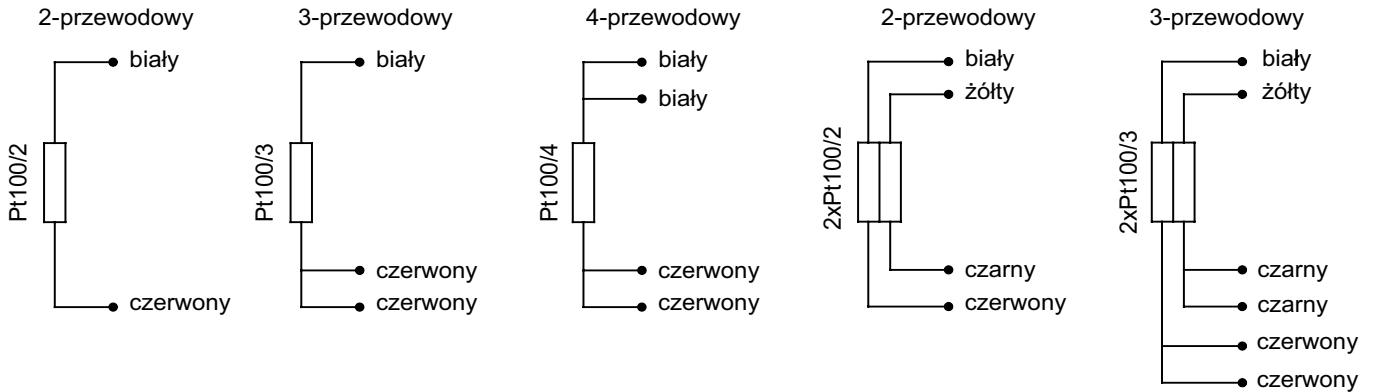 2-przewodowy
biały
Pt100/2
czerwony
3-przewodowy
biały
Pt100/3
czerwony
czerwony
4-przewodowy
biały
biały
Pt100/4
czerwony
czerwony
2-przewodowy
biały
żółty
2xPt100/2
czarny
czerwony
3-przewodowy
biały
żółty
2xPt100/3
czarny
czarny
czerwony
czerwony